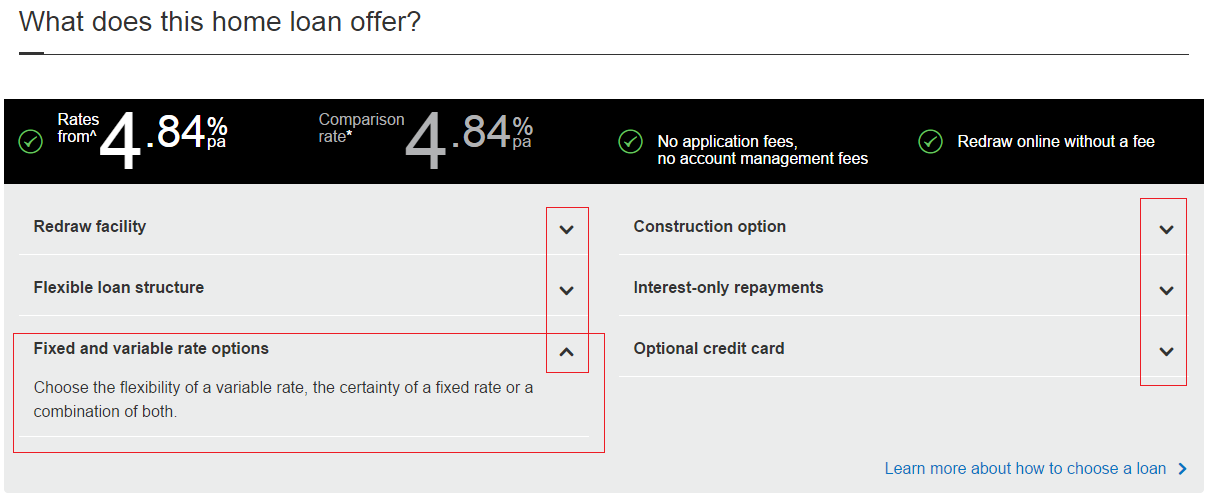 What does this home loan offer?
Rates from^ 4.84% pa
Comparison rate* 4.84% pa
No application fees,
no account management fees
Redraw online without a fee
Redraw facility
Flexible loan structure
Fixed and variable rate options
Choose the flexibility of a variable rate, the certainty of a fixed rate or a
combination of both.
Construction option
Interest-only repayments
Optional credit card
Learn more about how to choose a loan